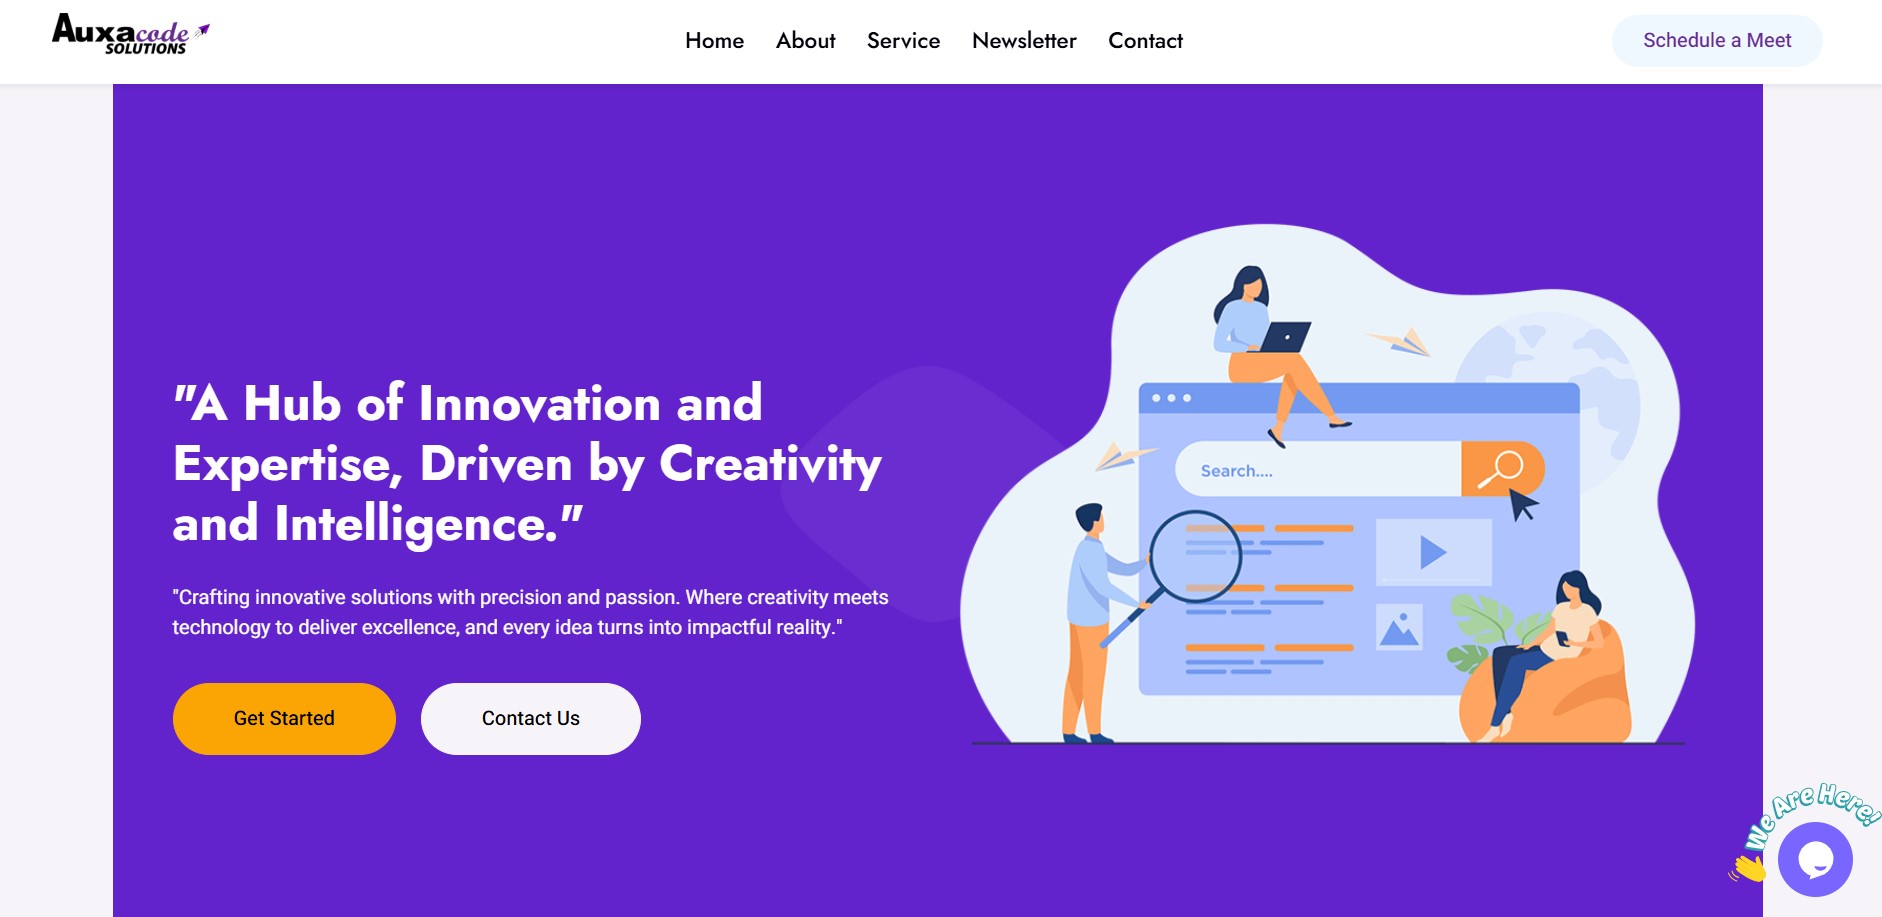 Auxacode
SOLUTIONS
Home About Service Newsletter Contact
Schedule a Meet
"A Hub of Innovation and
Expertise, Driven by Creativity
and Intelligence."
"Crafting innovative solutions with precision and passion. Where creativity meets
technology to deliver excellence, and every idea turns into impactful reality."
Get Started
Contact Us
Search....
We Are Here!